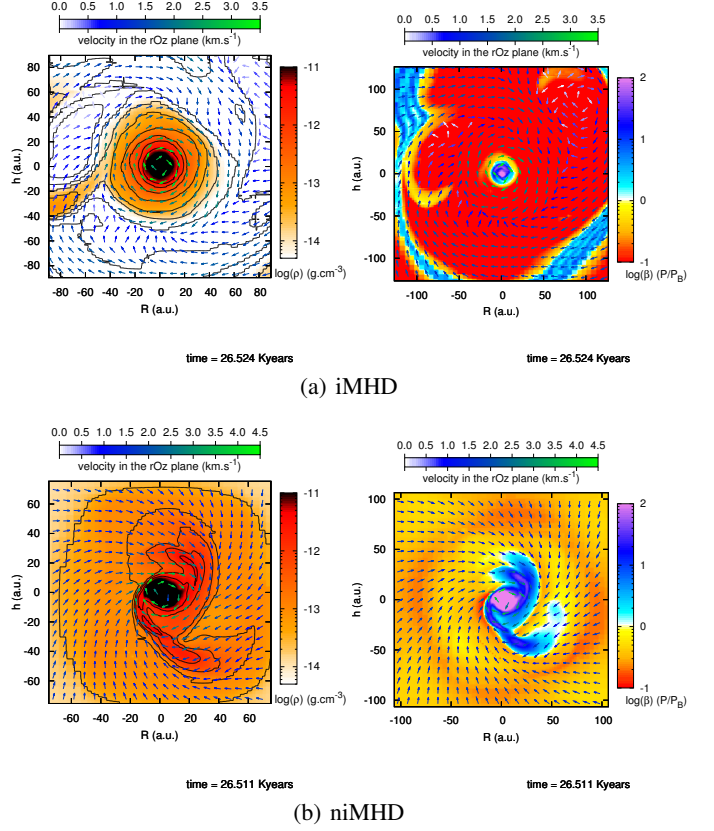 0.0 0.5 1.0 1.5 2.0 2.5 3.0 3.5
velocity in the rOz plane (km.s-1)
80
60
40
20
0
-20
-40
-60
-80
h (a.u.)
-80 -60 -40 -20 0 20 40 60 80
R (a.u.)
-11
-12
-13
-14
log(ρ) (g.cm-3)
time = 26.524 Kyears
0.0 0.5 1.0 1.5 2.0 2.5 3.0 3.5
velocity in the rOz plane (km.s-1)
100
50
0
-50
-100
h (a.u.)
-100 -50 0 50 100
R (a.u.)
2
1
0
-1
log(β) (P/PB)
time = 26.524 Kyears
(a) iMHD
0.0 0.5 1.0 1.5 2.0 2.5 3.0 3.5 4.5
velocity in the rOz plane (km.s-1)
60
40
20
0
-20
-40
-60
h (a.u.)
-60 -40 -20 0 20 40 60
R (a.u.)
-11
-12
-13
-14
log(ρ) (g.cm-3)
time = 26.511 Kyears
0.0 0.5 1.0 1.5 2.0 2.5 3.0 3.5 4.5
velocity in the rOz plane (km.s-1)
100
50
0
-50
-100
h (a.u.)
-100 -50 0 50 100
R (a.u.)
2
1
0
-1
log(β) (P/PB)
time = 26.511 Kyears
(b) niMHD